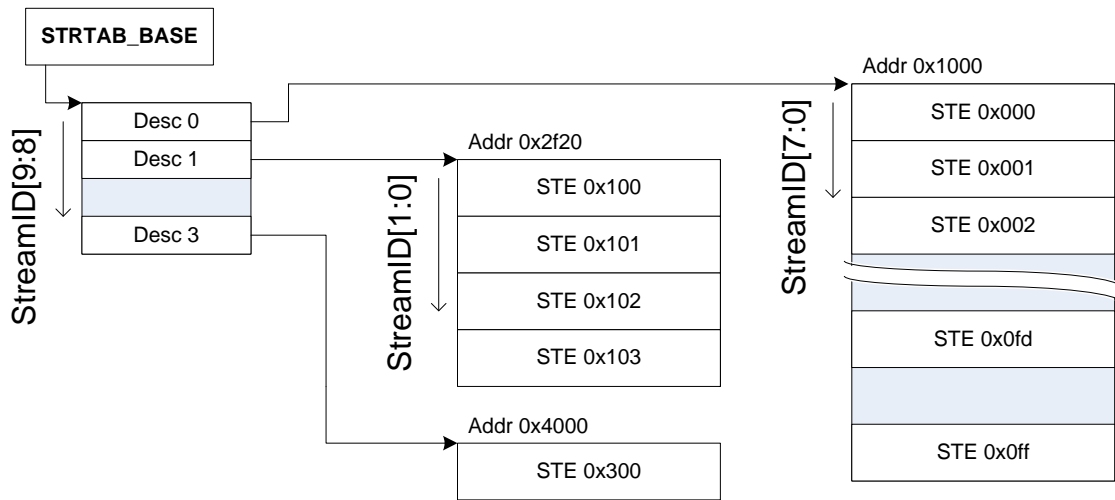 STRTAB_BASE
StreamID[9:8]
Desc 0
Desc 1
Desc 3
Addr 0x2f20
StreamID[1:0]
STE 0x100
STE 0x101
STE 0x102
STE 0x103
Addr 0x4000
STE 0x300
Addr 0x1000
StreamID[7:0]
STE 0x000
STE 0x001
STE 0x002
STE 0x0fd
STE 0x0ff